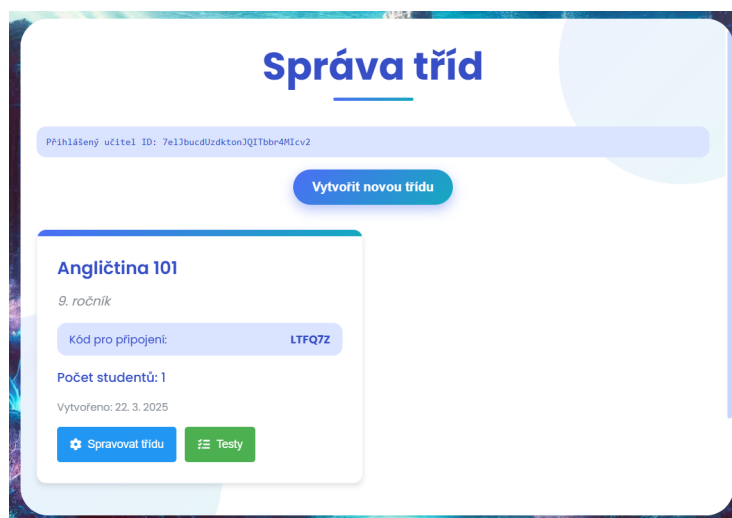 Správa tříd
Přihlášený učitel ID: 7elJbucdUzdktonJQITbbr4MIcv2
Vytvořit novou třídu
Angličtina 101
9. ročník
Kód pro připojení: LTFQ7Z
Počet studentů: 1
Vytvořeno: 22. 3. 2025
Spravovat třídu Testy